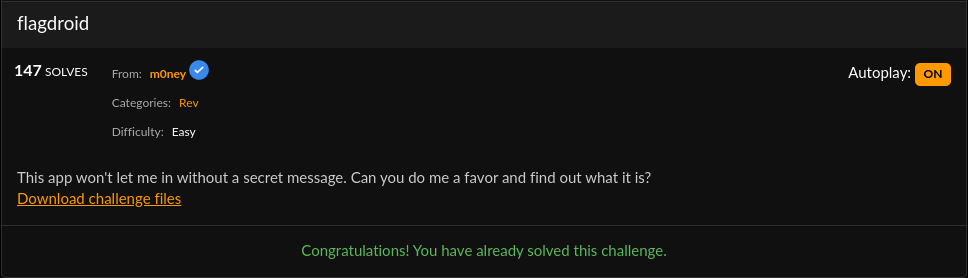 flagdroid
147 SOLVES
From: m0ney
Autoplay: ON
Categories: Rev
Difficulty: Easy
This app won't let me in without a secret message. Can you do me a favor and find out what it is?
Download challenge files
Congratulations! You have already solved this challenge.